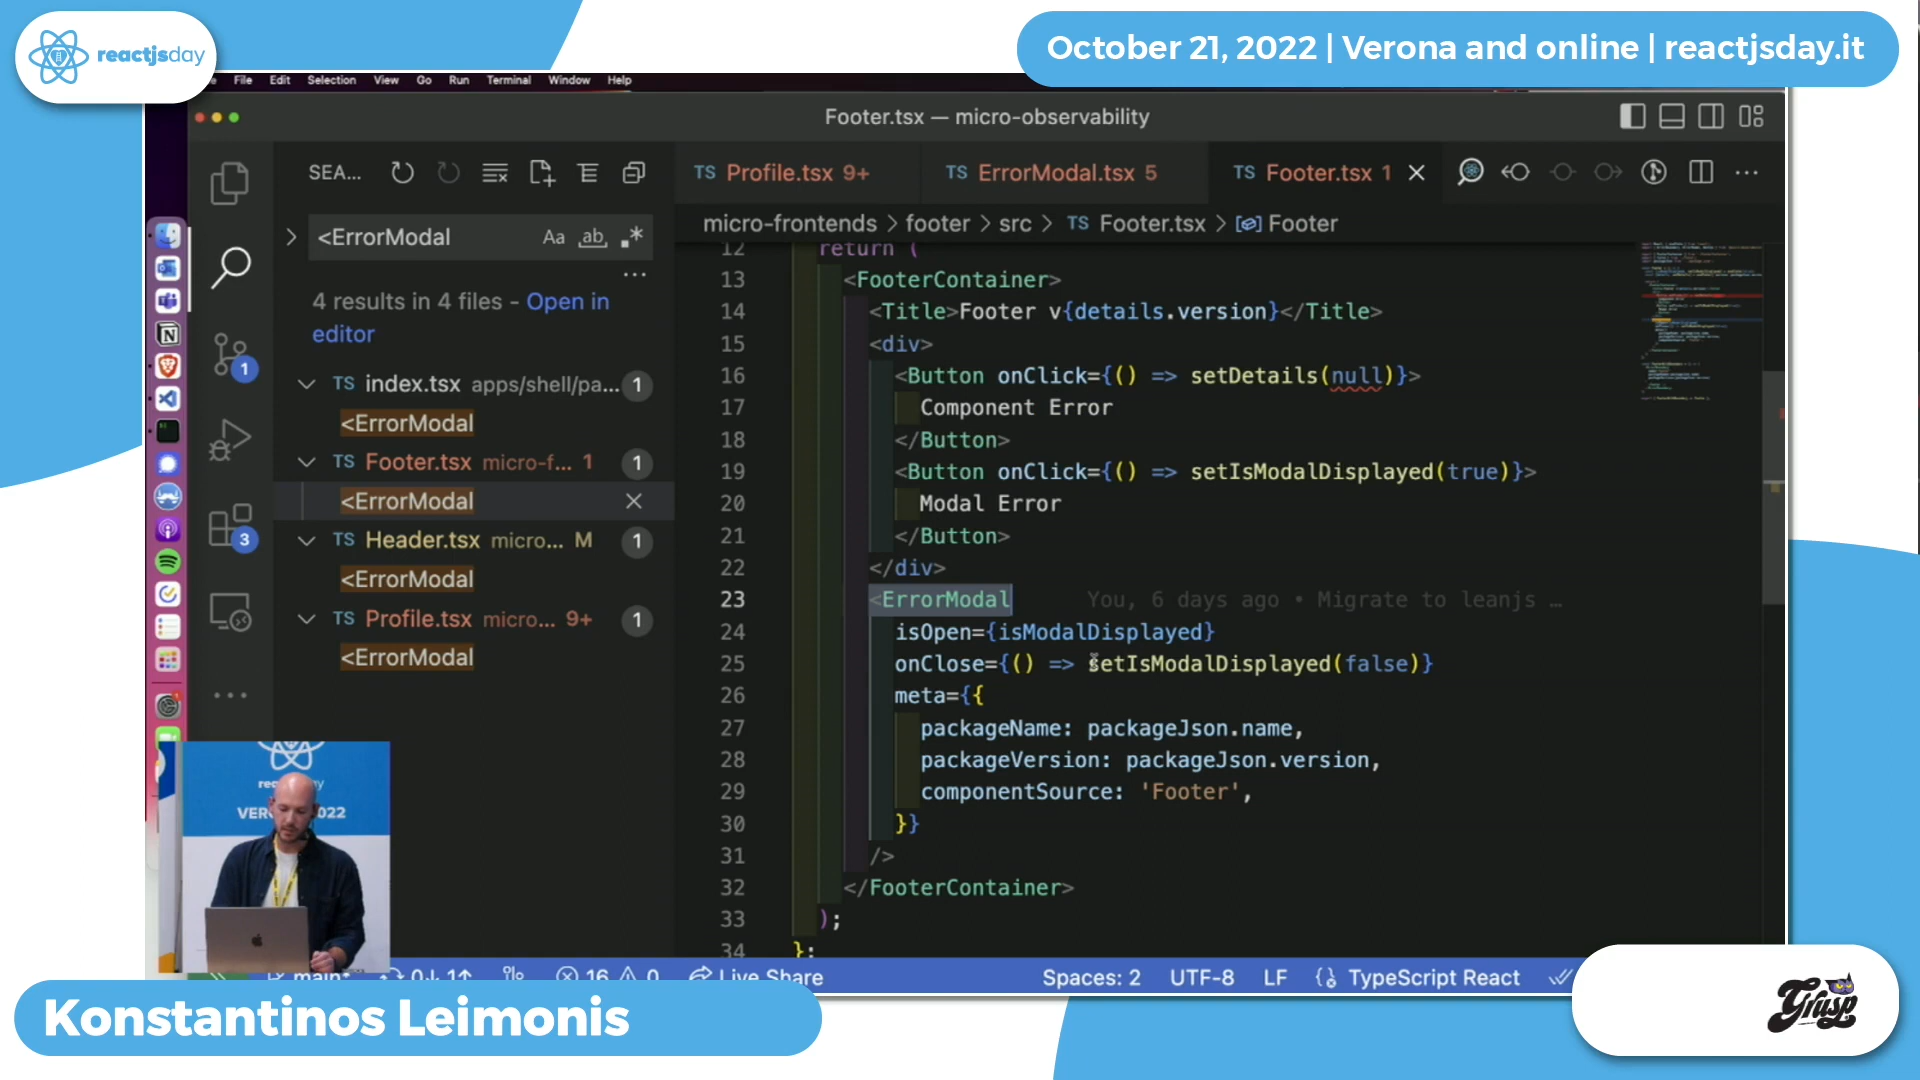 reactjsday
October 21, 2022 | Verona and online | reactjsday.it
File Edit Selection View Go Run Terminal Window Help
Footer.tsx — micro-observability
SEA...
TS Profile.tsx 9+
TS ErrorModal.tsx 5
TS Footer.tsx 1
<ErrorModal
Aa ab
micro-frontends > footer > src > TS Footer.tsx > Footer
4 results in 4 files - Open in
editor
TS index.tsx apps/shell/pa... 1
<ErrorModal
TS Footer.tsx micro-f... 1 1
<ErrorModal
TS Header.tsx micro... M 1
<ErrorModal
TS Profile.tsx micro... 9+ 1
<ErrorModal
1
3
12 return (
13 <FooterContainer>
14 <Title>Footer v{details.version}</Title>
15 <div>
16 <Button onClick={() => setDetails(null)}>
17 Component Error
18 </Button>
19 <Button onClick={() => setIsModalDisplayed(true)}>
20 Modal Error
21 </Button>
22 </div>
23 <ErrorModal You, 6 days ago • Migrate to leanjs …
24 isOpen={isModalDisplayed}
25 onClose={() => setIsModalDisplayed(false)}
26 meta={{
27 packageName: packageJson.name,
28 packageVersion: packageJson.version,
29 componentSource: 'Footer',
30 }}
31 />
32 </FooterContainer>
33 );
34 };
main* 0↓ 1↑ 16 0 Live Share
Spaces: 2 UTF-8 LF TypeScript React
Konstantinos Leimonis
Grusp